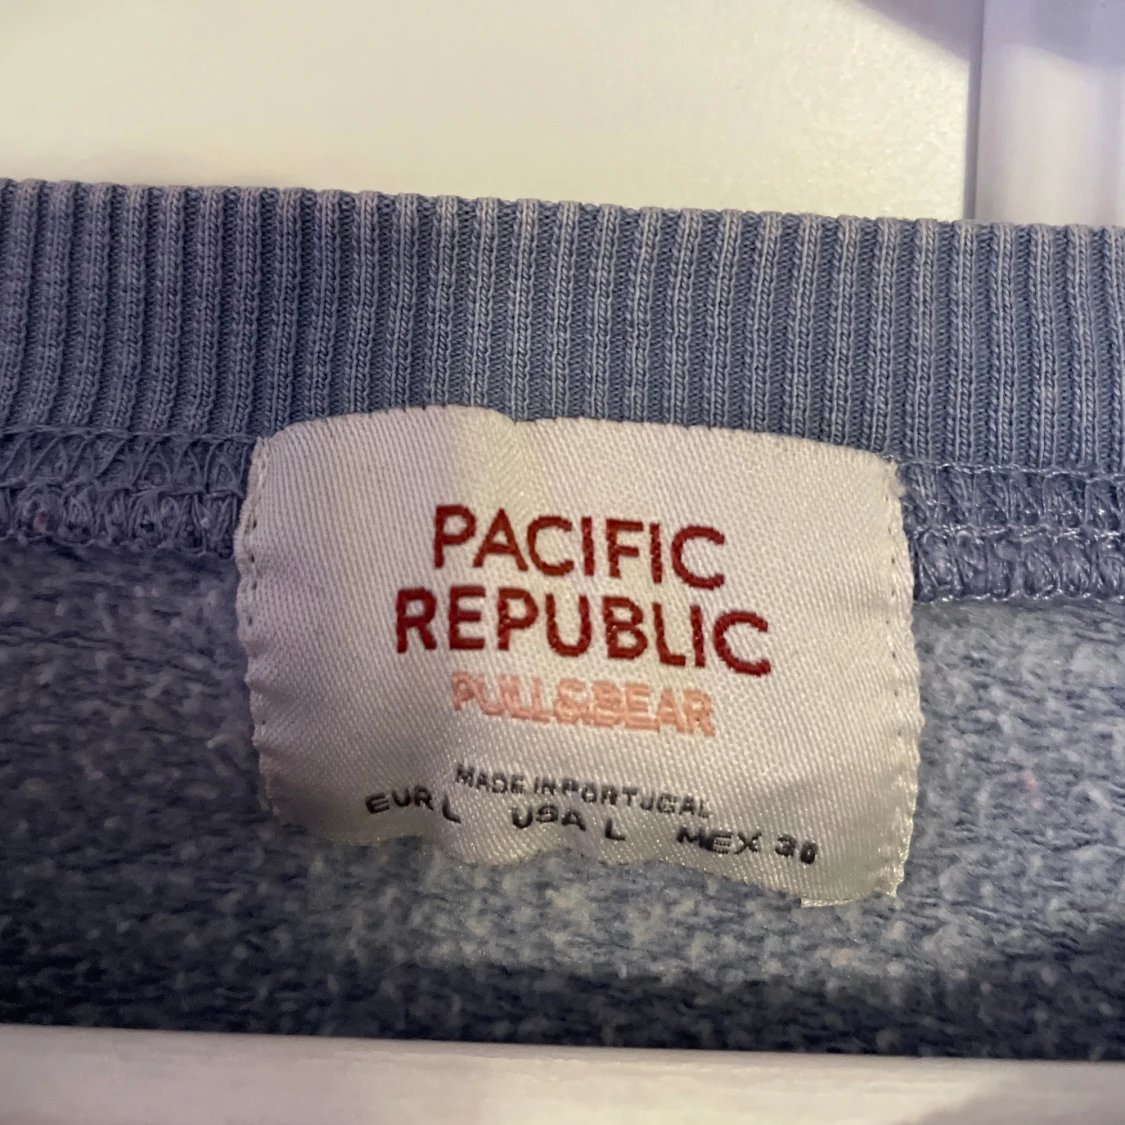 PACIFIC
REPUBLIC
PULL&BEAR
MADE IN PORTUGAL
EUR L USA L MEX 30